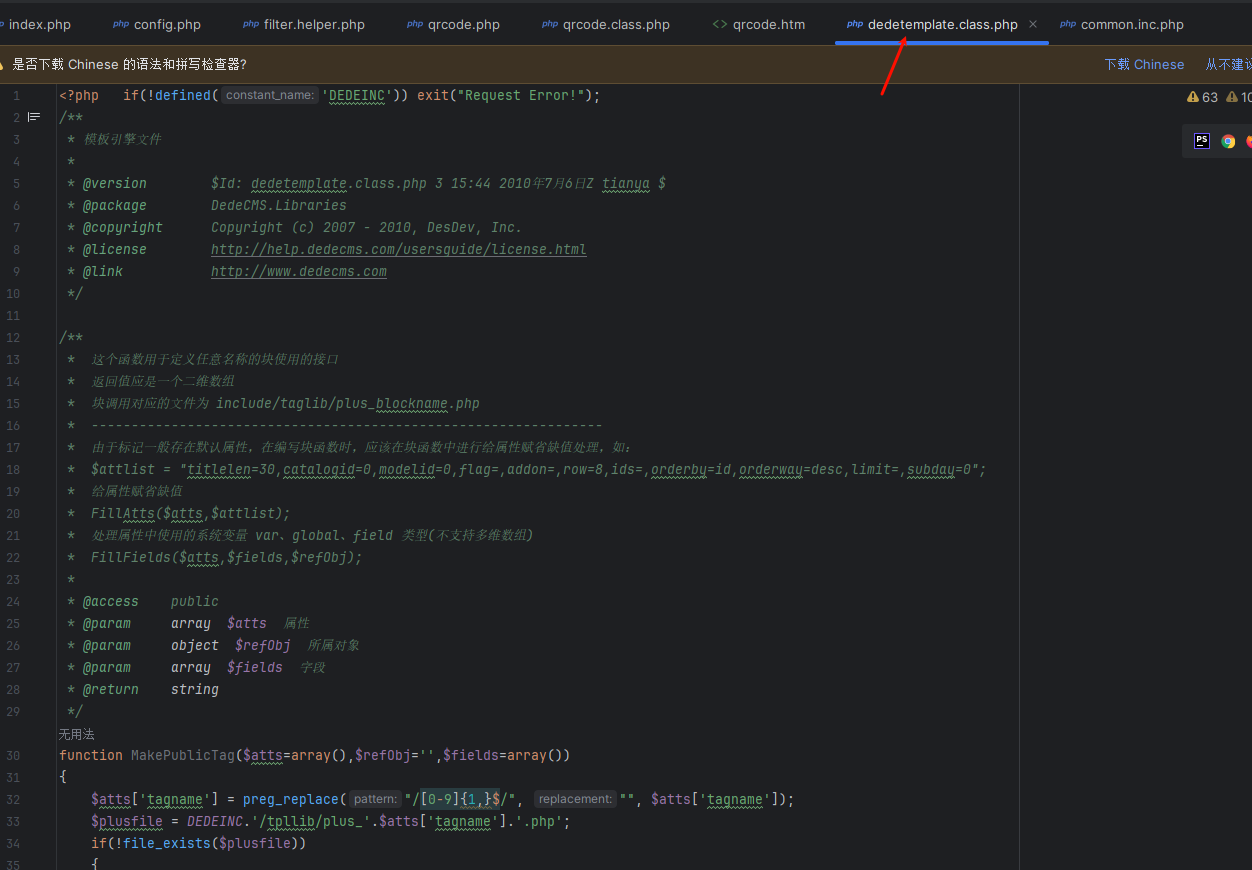 index.php php config.php php filter.helper.php php qrcode.php php qrcode.class.php <> qrcode.htm php dedetemplate.class.php × php common.inc.php
是否下载 Chinese 的语法和拼写检查器? 下载 Chinese 从不建议
1 <?php if(!defined( constant_name: 'DEDEINC')) exit("Request Error!"); 63 10
2 /**
3 * 模板引擎文件
4 *
PS
5 * @version $Id: dedetemplate.class.php 3 15:44 2010年7月6日Z tianya $
6 * @package DedeCMS.Libraries
7 * @copyright Copyright (c) 2007 - 2010, DesDev, Inc.
8 * @license http://help.dedecms.com/usersguide/license.html
9 * @link http://www.dedecms.com
10 */
11
12 /**
13 * 这个函数用于定义任意名称的块使用的接口
14 * 返回值应是一个二维数组
15 * 块调用对应的文件为 include/taglib/plus_blockname.php
16 * ----------------------------------------------------------------
17 * 由于标记一般存在默认属性，在编写块函数时，应该在块函数中进行给属性赋省缺值处理，如：
18 * $attlist = "titlelen=30,catalogid=0,modelid=0,flag=,addon=,row=8,ids=,orderby=id,orderway=desc,limit=,subday=0";
19 * 给属性赋省缺值
20 * FillAtts($atts,$attlist);
21 * 处理属性中使用的系统变量 var、global、field 类型(不支持多维数组)
22 * FillFields($atts,$fields,$refObj);
23 *
24 * @access public
25 * @param array $atts 属性
26 * @param object $refObj 所属对象
27 * @param array $fields 字段
28 * @return string
29 */
无用法
30 function MakePublicTag($atts=array(),$refObj='',$fields=array())
31 {
32 $atts['tagname'] = preg_replace( pattern: "/[0-9]{1,}$/", replacement: "", $atts['tagname']);
33 $plusfile = DEDEINC.'/tpllib/plus_'.$atts['tagname'].'.php';
34 if(!file_exists($plusfile))
35 {